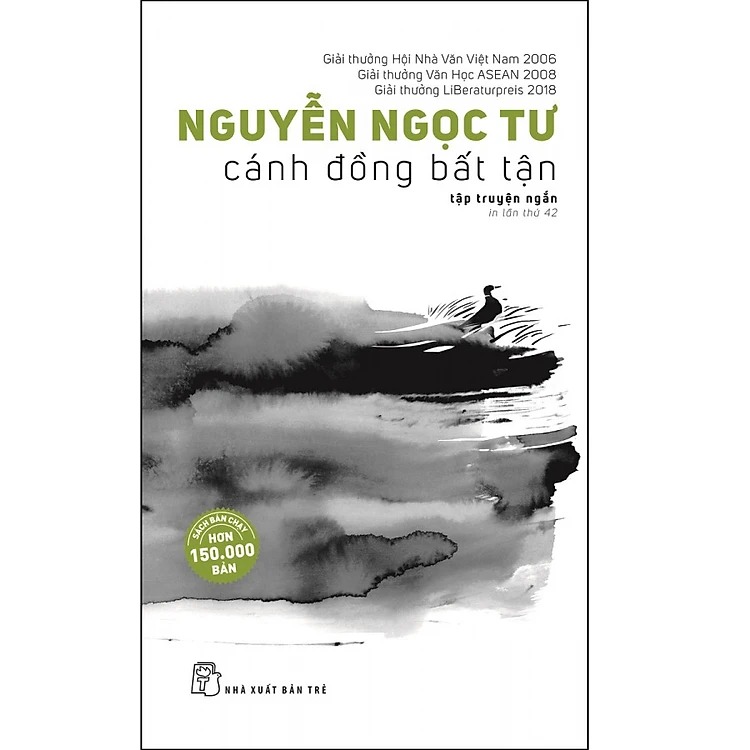 Giải thưởng Hội Nhà Văn Việt Nam 2006
Giải thưởng Văn Học ASEAN 2008
Giải thưởng LiBeraturpreis 2018
NGUYỄN NGỌC TƯ
cánh đồng bất tận
tập truyện ngắn
in lần thứ 42
SÁCH BÁN CHẠY
HƠN
150.000
BẢN
NHÀ XUẤT BẢN TRẺ